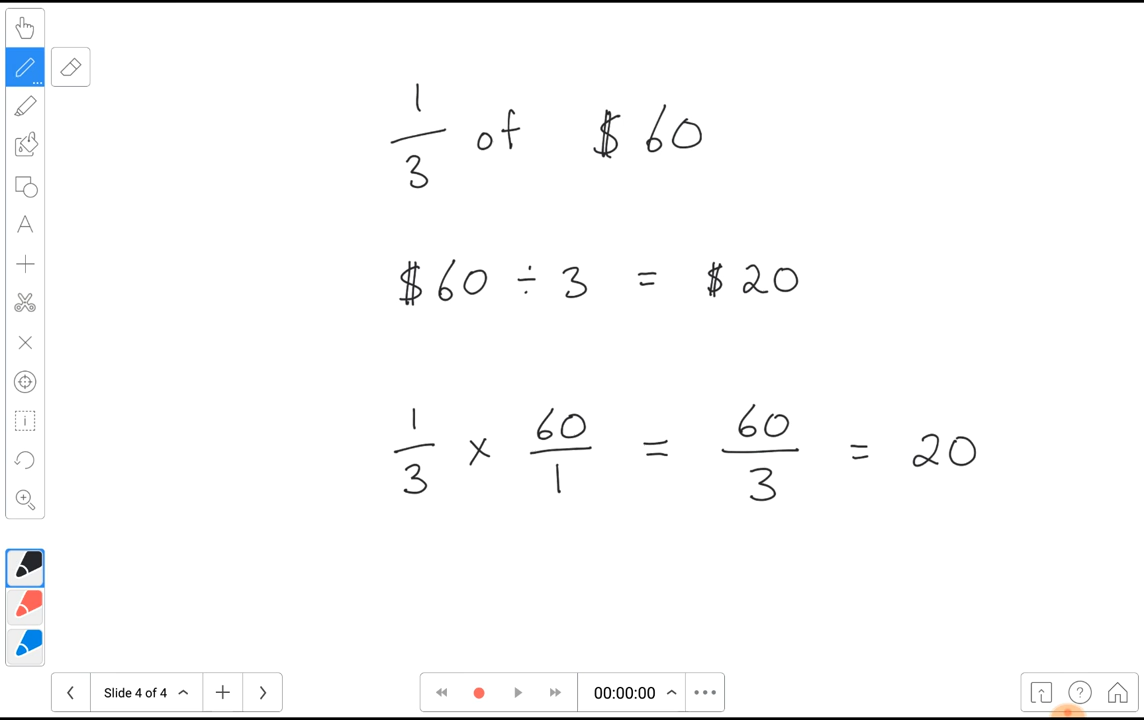 1/3 of $60
$60 ÷ 3 = $20
1/3 × 60/1 = 60/3 = 20
Slide 4 of 4
00:00:00